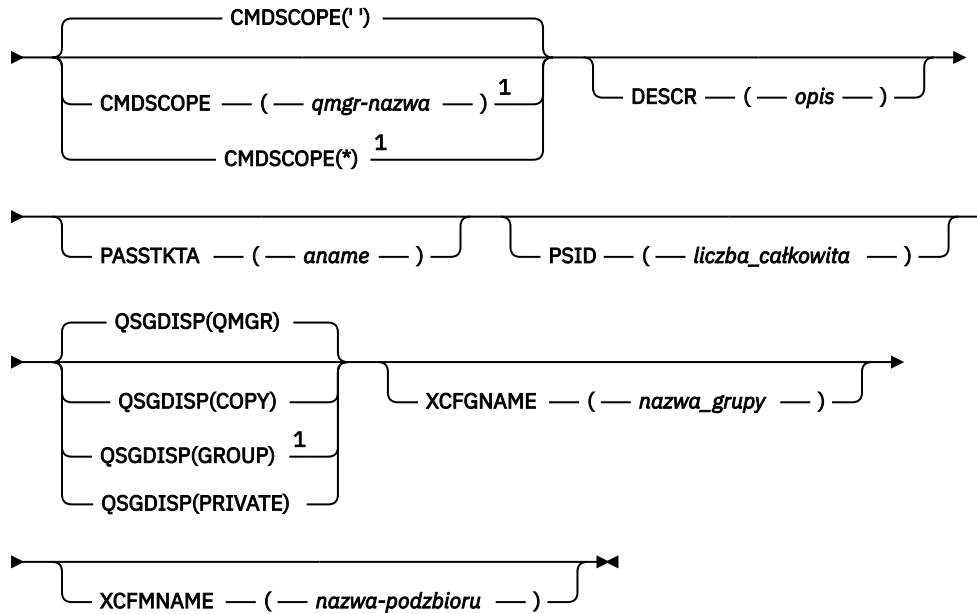 CMDSCOPE(' ')
CMDSCOPE ( qmgr-nazwa ) 1
DESCR ( opis )
CMDSCOPE(*) 1
PASSTKTA ( aname )
PSID ( liczba_całkowita )
QSGDISP(QMGR)
QSGDISP(COPY)
XCFGNAME ( nazwa_grupy )
QSGDISP(GROUP) 1
QSGDISP(PRIVATE)
XCFMNAME ( nazwa-podzbioru )